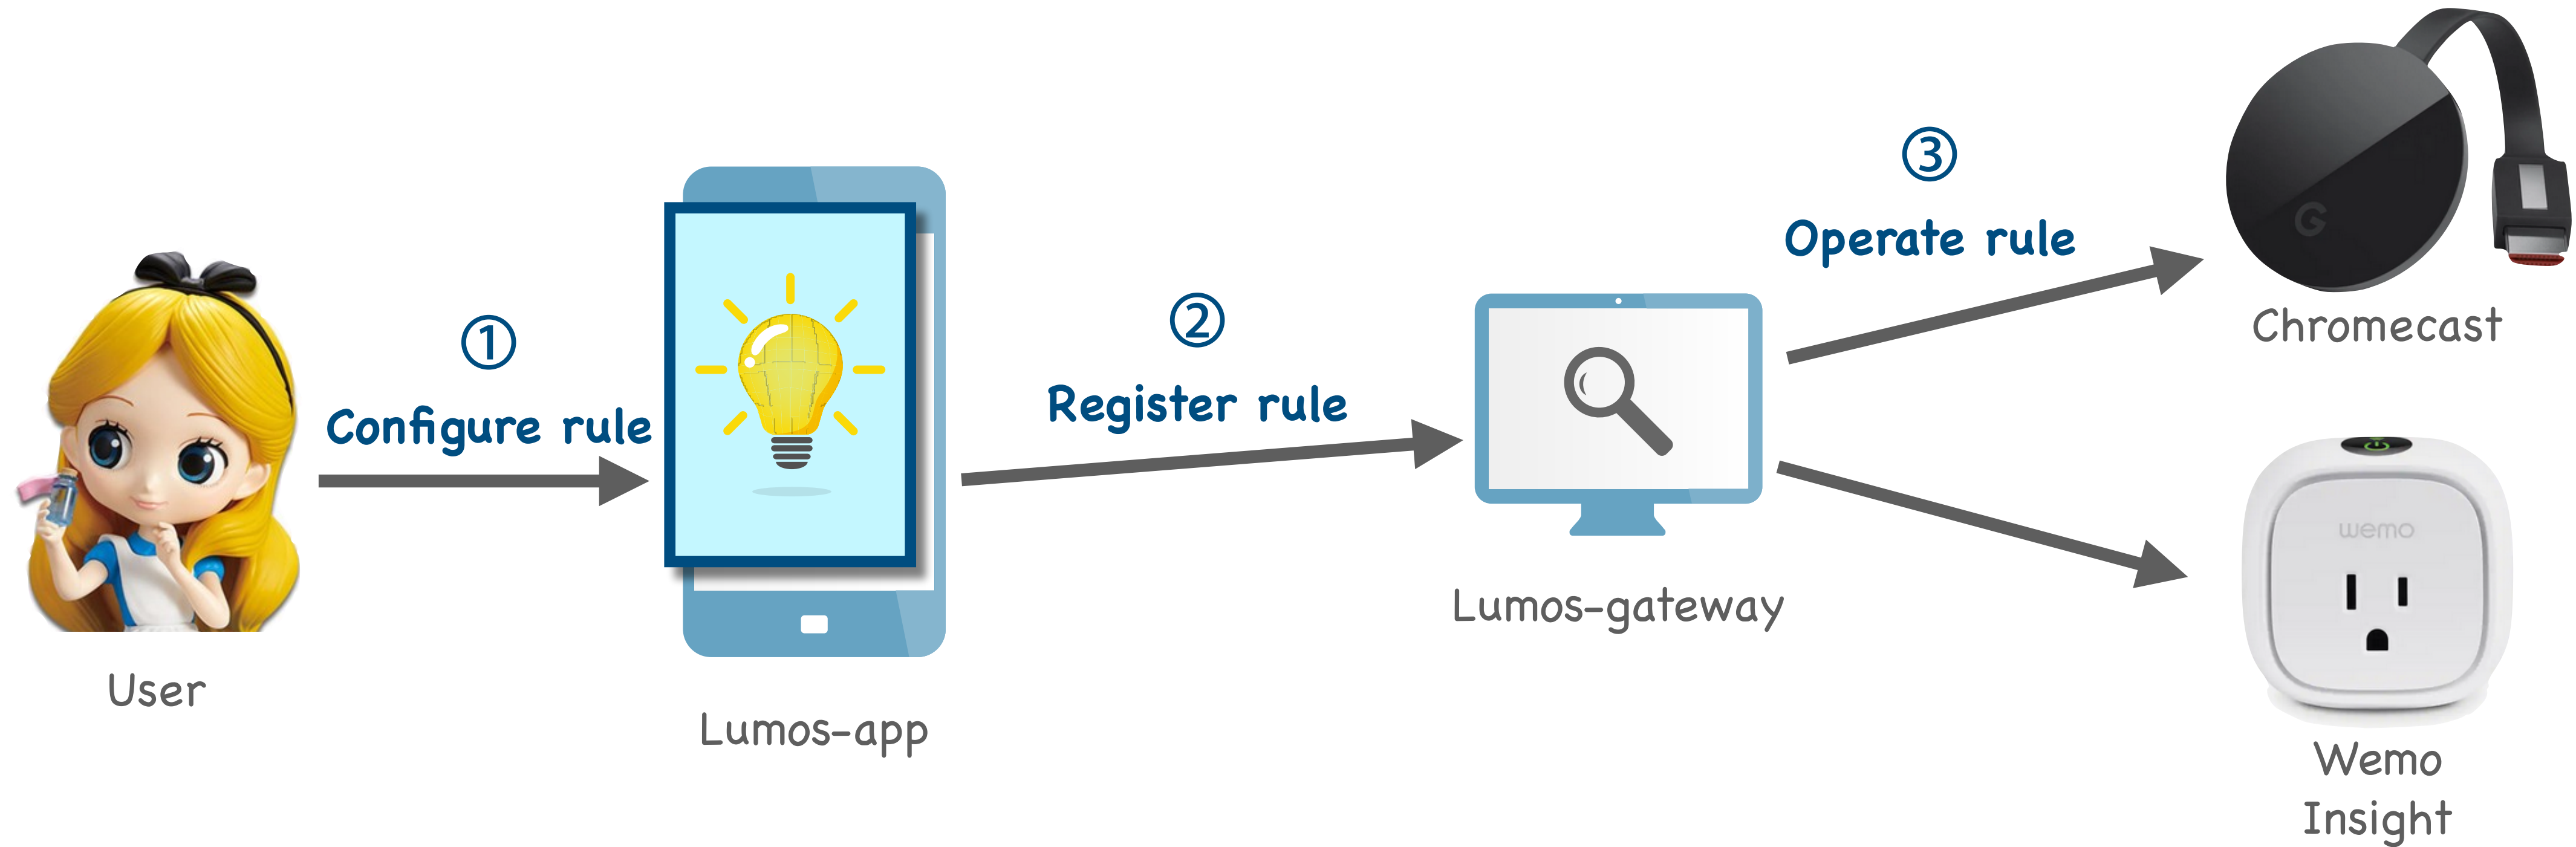 ①
Configure rule
User
Lumos-app
②
Register rule
Lumos-gateway
③
Operate rule
G
Chromecast
wemo
Wemo
Insight